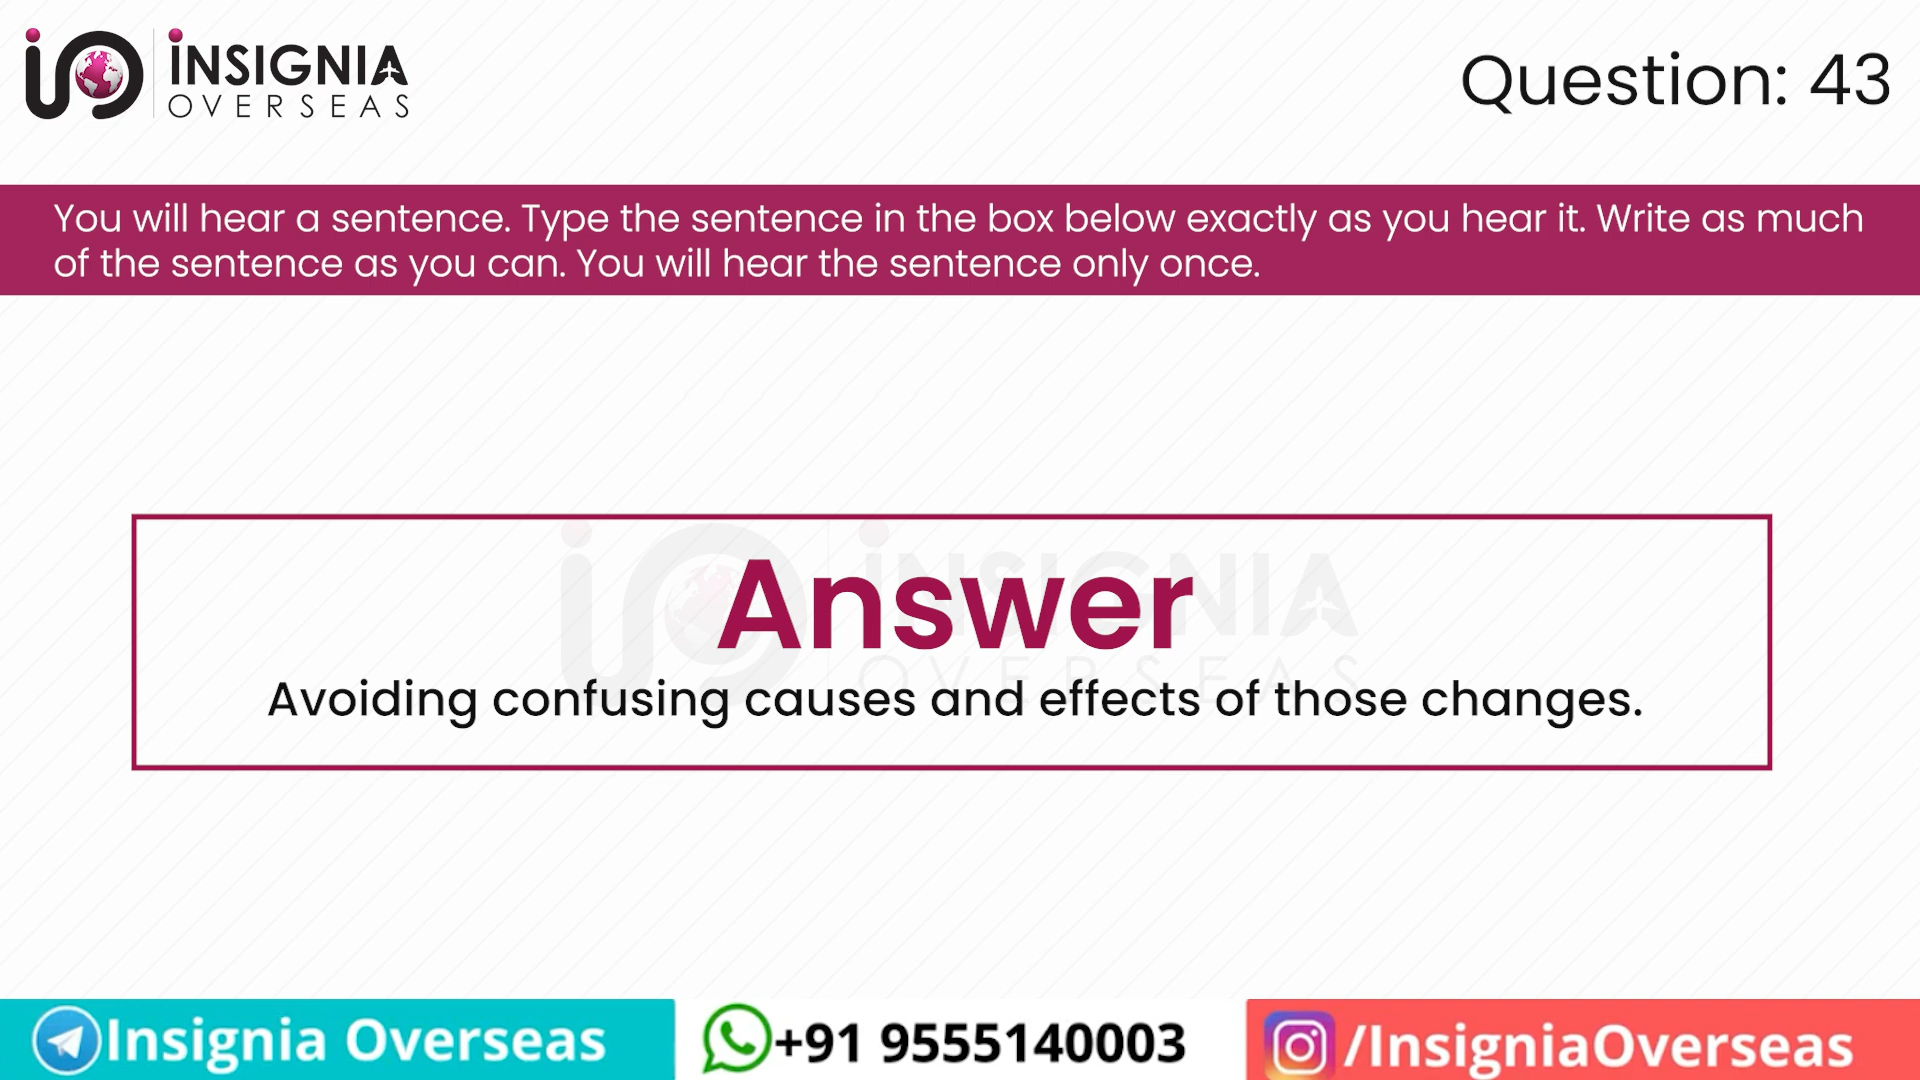 INSIGNIA
OVERSEAS
Question: 43
You will hear a sentence. Type the sentence in the box below exactly as you hear it. Write as much
of the sentence as you can. You will hear the sentence only once.
INSIGNIA
OVERSEAS
Answer
Avoiding confusing causes and effects of those changes.
Insignia Overseas
+91 9555140003
/InsigniaOverseas